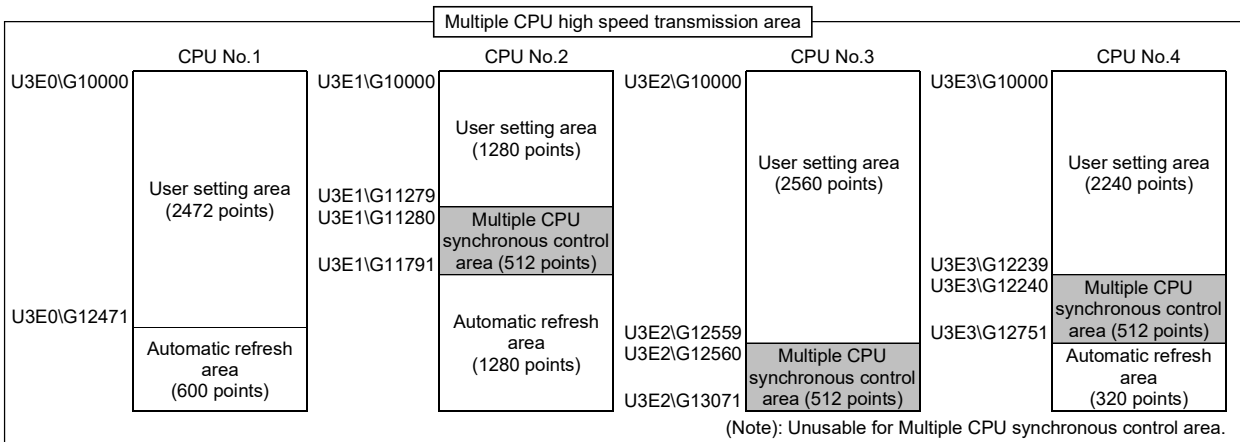 Multiple CPU high speed transmission area
CPU No.1
U3E0\G10000
User setting area
(2472 points)
U3E0\G12471
Automatic refresh
area
(600 points)
CPU No.2
U3E1\G10000
User setting area
(1280 points)
U3E1\G11279
U3E1\G11280
Multiple CPU
synchronous control
area (512 points)
U3E1\G11791
Automatic refresh
area
(1280 points)
CPU No.3
U3E2\G10000
User setting area
(2560 points)
U3E2\G12559
U3E2\G12560
Multiple CPU
synchronous control
area (512 points)
U3E2\G13071
CPU No.4
U3E3\G10000
User setting area
(2240 points)
U3E3\G12239
U3E3\G12240
Multiple CPU
synchronous control
area (512 points)
U3E3\G12751
Automatic refresh
area
(320 points)
(Note): Unusable for Multiple CPU synchronous control area.